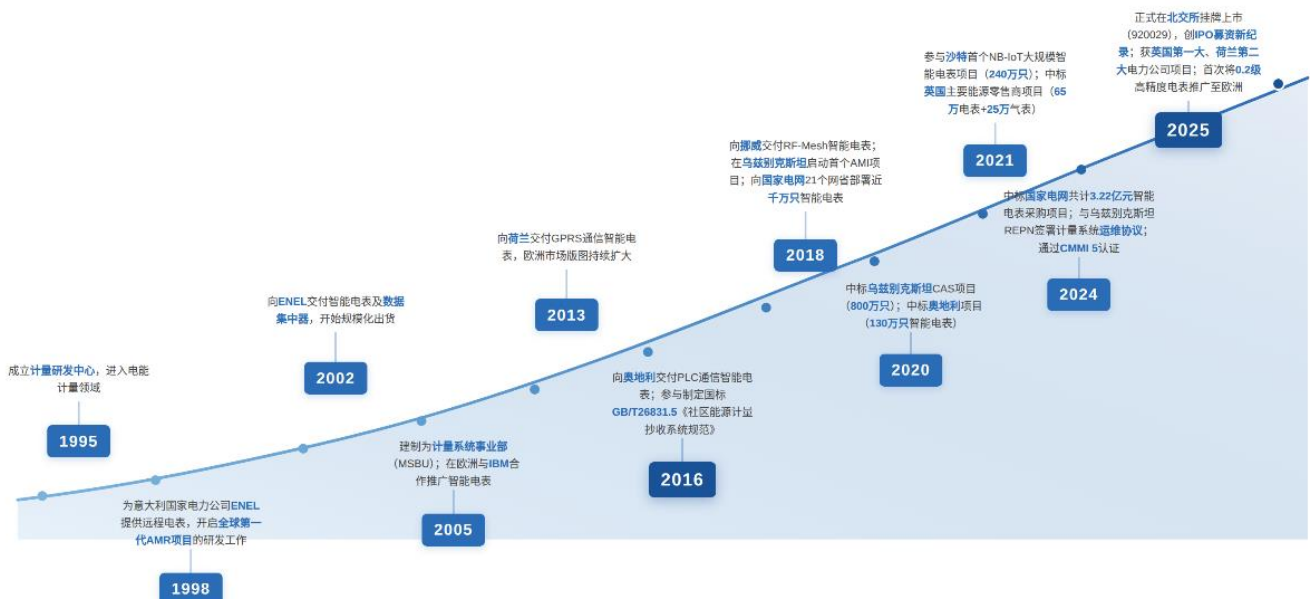 成立计量研发中心，进入电能
计量领域
1995
为意大利国家电力公司ENEL
提供远程电表，开启全球第一
代AMR项目的研发工作
1998
向ENEL交付智能电表及数据
集中器，开始规模化出货
2002
建制为计量系统事业部
（MSBU）；在欧洲与IBM合
作推广智能电表
2005
向荷兰交付GPRS通信智能电
表，欧洲市场版图持续扩大
2013
向奥地利交付PLC通信智能电
表；参与制定国标
GB/T26831.5《社区能源计量
抄收系统规范》
2016
向挪威交付RF-Mesh智能电表；
在乌兹别克斯坦启动首个AMI项
目；向国家电网21个网省部署近
千万只智能电表
2018
中标乌兹别克斯坦CAS项目
（800万只）；中标奥地利项目
（130万只智能电表）
2020
参与沙特首个NB-IoT大规模智
能电表项目（240万只）；中标
英国主要能源零售商项目（65
万电表+25万气表）
2021
中标国家电网共计3.22亿元智能
电表采购项目；与乌兹别克斯坦
REPN签署计量系统运维协议；
通过CMMI 5认证
2024
正式在北交所挂牌上市
（920029），创IPO募资新纪
录；获英国第一大、荷兰第二
大电力公司项目；首次将0.2级
高精度电表推广至欧洲
2025